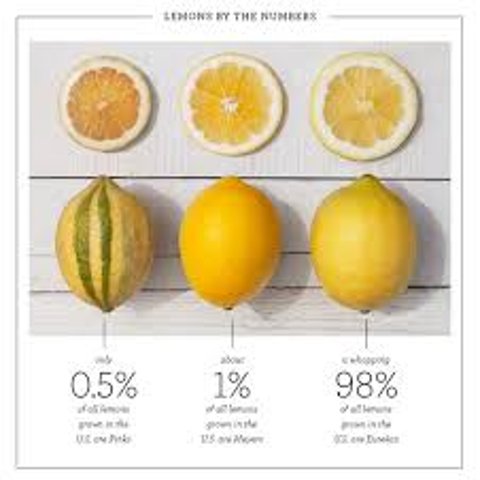 LEMONS BY THE NUMBERS
only
0.5%
of all lemons
grown in the
U.S. are Pinks
about
1%
of all lemons
grown in the
U.S. are Meyers
a whopping
98%
of all lemons
grown in the
U.S. are Eurekas